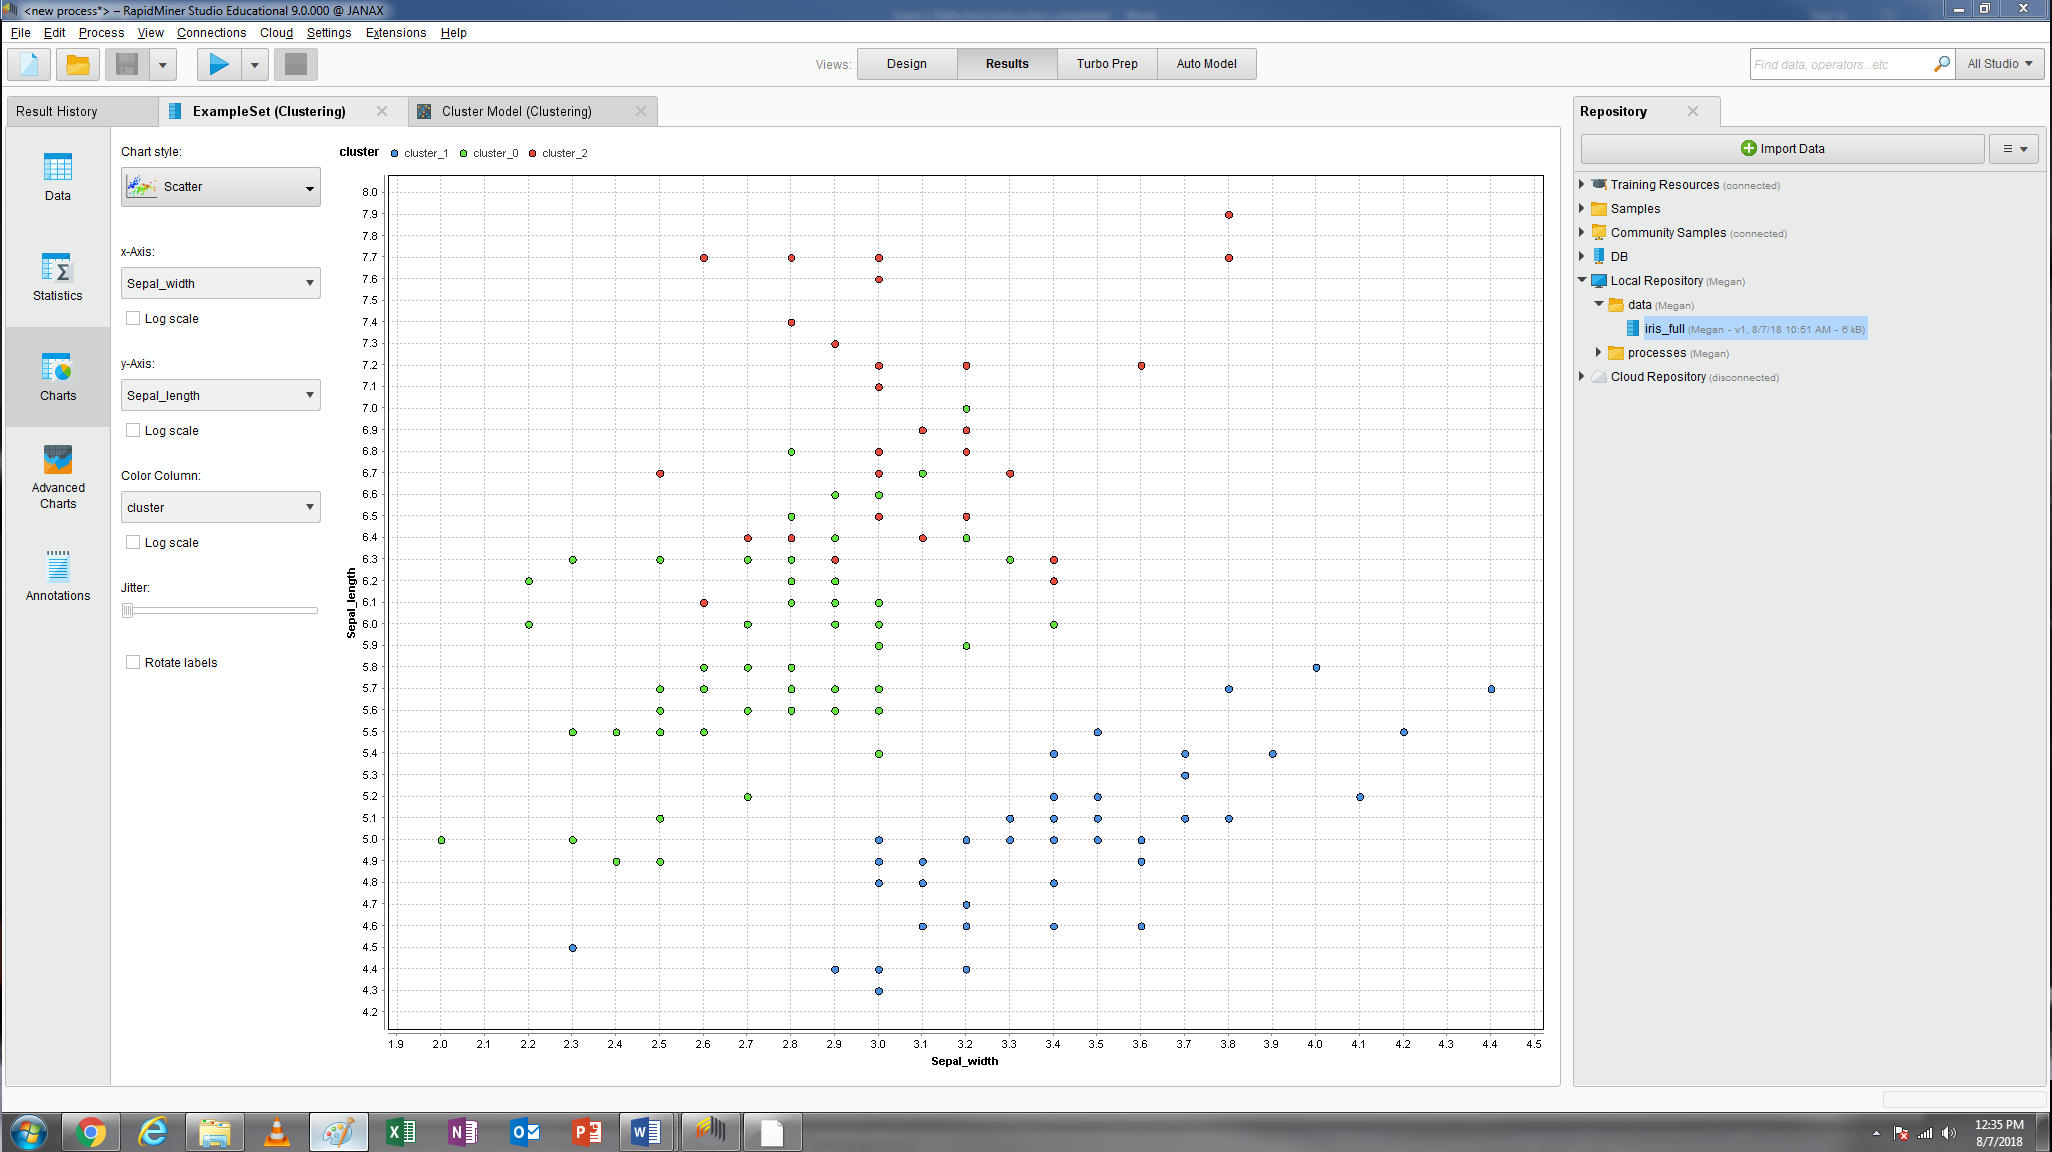 <new process*> – RapidMiner Studio Educational 9.0.000 @ JANAX
File Edit Process View Connections Cloud Settings Extensions Help
Views: Design Results Turbo Prep Auto Model
Find data, operators...etc
All Studio
Result History
ExampleSet (Clustering)
Cluster Model (Clustering)
Repository
Data
Statistics
Charts
Advanced
Charts
Annotations
Chart style:
Scatter
x-Axis:
Sepal_width
Log scale
y-Axis:
Sepal_length
Log scale
Color Column:
cluster
Log scale
Jitter:
Rotate labels
cluster cluster_1 cluster_0 cluster_2
8.0
7.9
7.8
7.7
7.6
7.5
7.4
7.3
7.2
7.1
7.0
6.9
6.8
6.7
6.6
6.5
6.4
6.3
6.2
6.1
6.0
5.9
5.8
5.7
5.6
5.5
5.4
5.3
5.2
5.1
5.0
4.9
4.8
4.7
4.6
4.5
4.4
4.3
4.2
Sepal_length
1.9 2.0 2.1 2.2 2.3 2.4 2.5 2.6 2.7 2.8 2.9 3.0 3.1 3.2 3.3 3.4 3.5 3.6 3.7 3.8 3.9 4.0 4.1 4.2 4.3 4.4 4.5
Sepal_width
Import Data
Training Resources (connected)
Samples
Community Samples (connected)
DB
Local Repository (Megan)
data (Megan)
iris_full (Megan - v1, 8/7/18 10:51 AM - 6 kB)
processes (Megan)
Cloud Repository (disconnected)
12:35 PM
8/7/2018